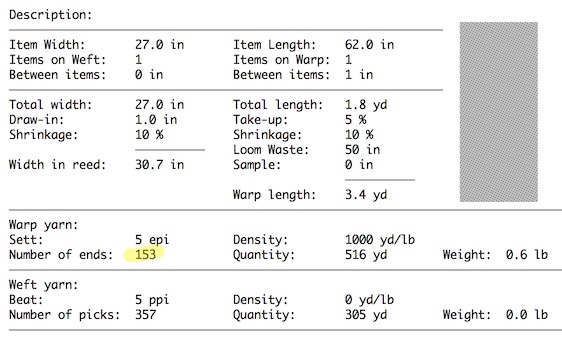 Description:
Item Width: 27.0 in Item Length: 62.0 in
Items on Weft: 1 Items on Warp: 1
Between items: 0 in Between items: 1 in
Total width: 27.0 in Total length: 1.8 yd
Draw-in: 1.0 in Take-up: 5 %
Shrinkage: 10 % Shrinkage: 10 %
Loom Waste: 50 in
Width in reed: 30.7 in Sample: 0 in
Warp length: 3.4 yd
Warp yarn:
Sett: 5 epi Density: 1000 yd/lb
Number of ends: 153 Quantity: 516 yd Weight: 0.6 lb
Weft yarn:
Beat: 5 ppi Density: 0 yd/lb
Number of picks: 357 Quantity: 305 yd Weight: 0.0 lb